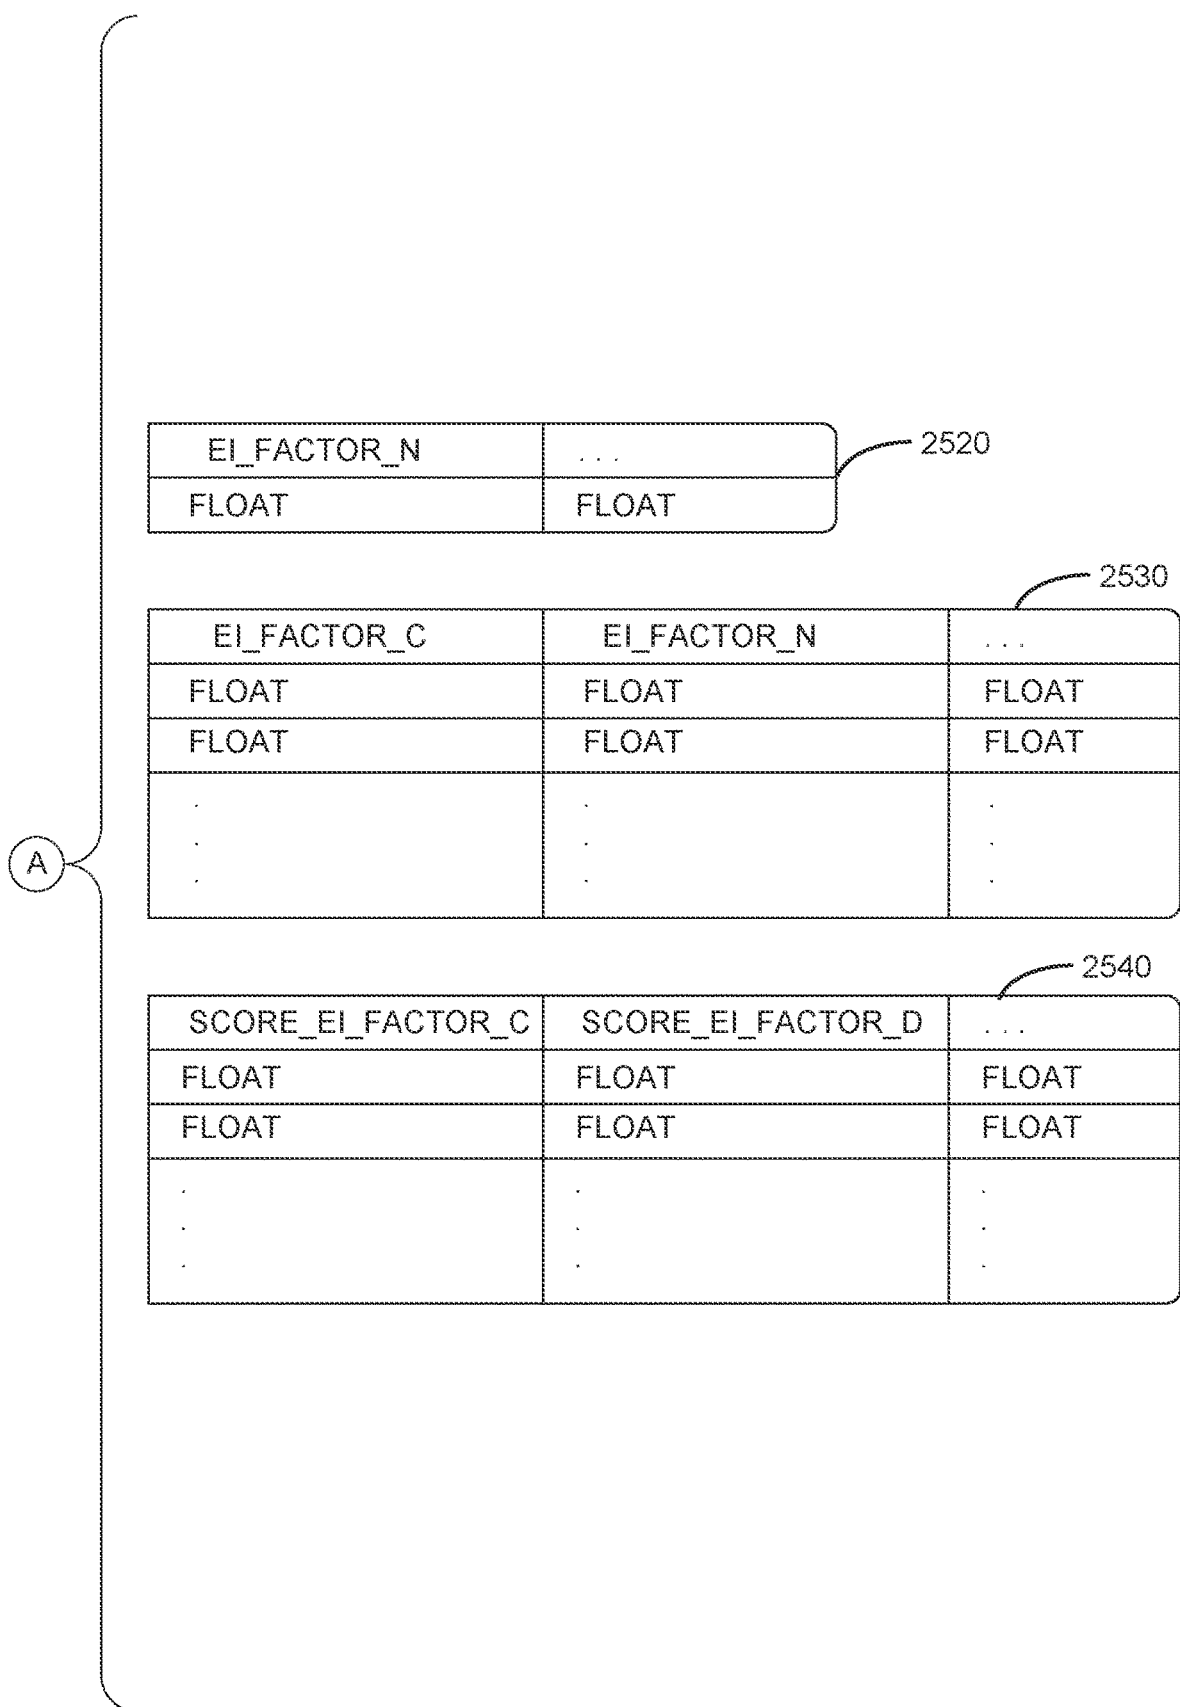 EI_FACTOR_N ... 2520
FLOAT FLOAT
2530
EI_FACTOR_C EI_FACTOR_N ...
FLOAT FLOAT FLOAT
FLOAT FLOAT FLOAT
. . .
. . .
A
. . .
2540
SCORE_EI_FACTOR_C SCORE_EI_FACTOR_D ...
FLOAT FLOAT FLOAT
FLOAT FLOAT FLOAT
. . .
. . .
. . .